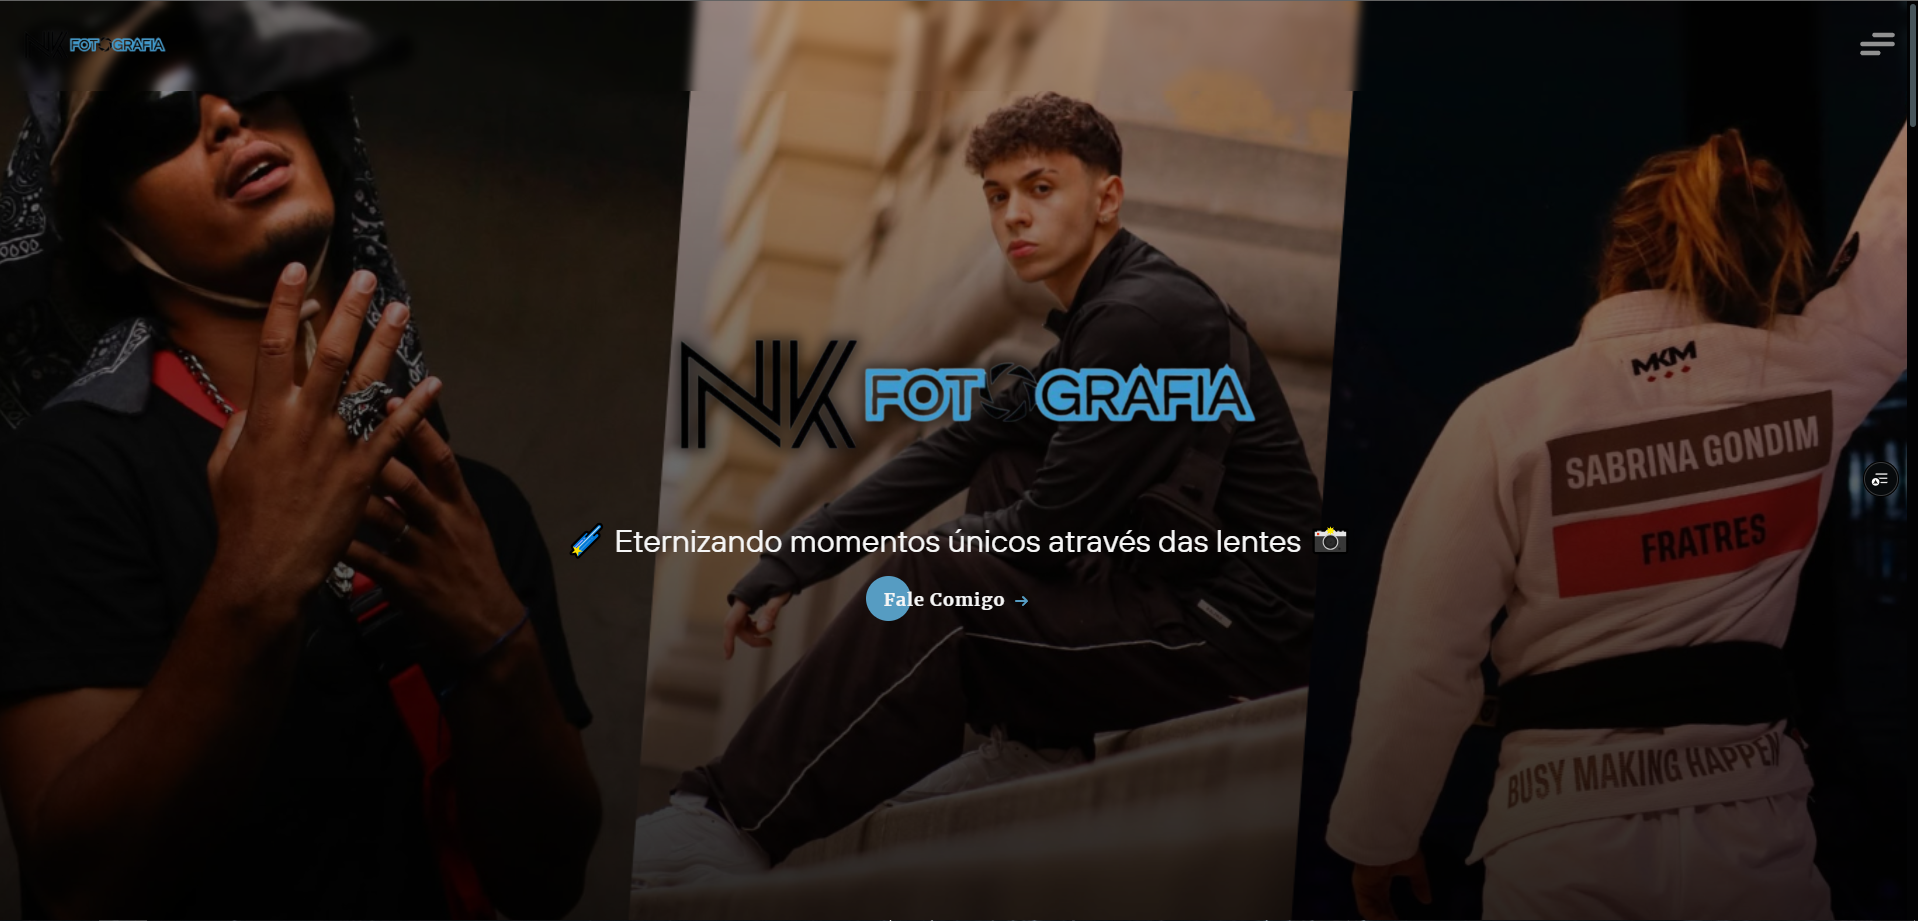 NK FOTOGRAFIA
NK FOTOGRAFIA
MKM
SABRINA GONDIM
FRATRES
Eternizando momentos únicos através das lentes
Fale Comigo →
BUSY MAKING HAPPEN